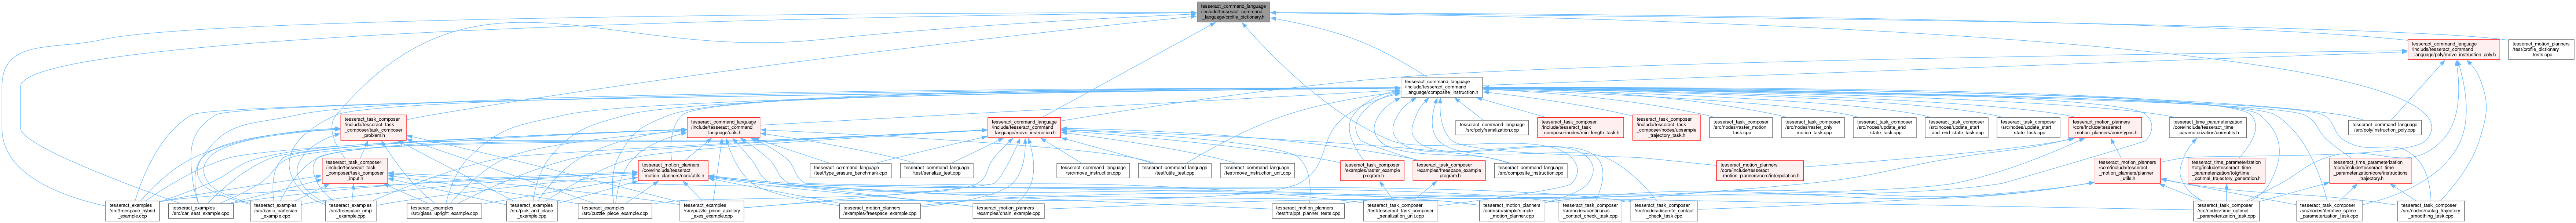 tesseract_command_language
/include/tesseract_command
_language/profile_dictionary.h
tesseract_command_language
/include/tesseract_command
_language/poly/move_instruction_poly.h
tesseract_motion_planners
/test/profile_dictionary
_tests.cpp
tesseract_command_language
/include/tesseract_command
_language/composite_instruction.h
tesseract_task_composer
/include/tesseract_task
_composer/task_composer
_problem.h
tesseract_command_language
/include/tesseract_command
_language/utils.h
tesseract_command_language
/include/tesseract_command
_language/move_instruction.h
tesseract_command_language
/src/poly/serialization.cpp
tesseract_task_composer
/include/tesseract_task
_composer/nodes/min_length_task.h
tesseract_task_composer
/include/tesseract_task
_composer/nodes/upsample
_trajectory_task.h
tesseract_task_composer
/src/nodes/raster_motion
_task.cpp
tesseract_task_composer
/src/nodes/raster_only
_motion_task.cpp
tesseract_task_composer
/src/nodes/update_end
_state_task.cpp
tesseract_task_composer
/src/nodes/update_start
_and_end_state_task.cpp
tesseract_task_composer
/src/nodes/update_start
_state_task.cpp
tesseract_motion_planners
/core/include/tesseract
_motion_planners/core/types.h
tesseract_time_parameterization
/core/include/tesseract_time
_parameterization/core/utils.h
tesseract_command_language
/src/poly/instruction_poly.cpp
tesseract_task_composer
/include/tesseract_task
_composer/task_composer
_input.h
tesseract_motion_planners
/core/include/tesseract
_motion_planners/core/utils.h
tesseract_command_language
/test/type_erasure_benchmark.cpp
tesseract_command_language
/test/serialize_test.cpp
tesseract_command_language
/src/move_instruction.cpp
tesseract_command_language
/test/utils_test.cpp
tesseract_command_language
/test/move_instruction_unit.cpp
tesseract_task_composer
/examples/raster_example
_program.h
tesseract_task_composer
/examples/freespace_example
_program.h
tesseract_command_language
/src/composite_instruction.cpp
tesseract_motion_planners
/core/include/tesseract
_motion_planners/core/interpolation.h
tesseract_motion_planners
/core/include/tesseract
_motion_planners/planner
_utils.h
tesseract_time_parameterization
/totg/include/tesseract_time
_parameterization/totg/time
_optimal_trajectory_generation.h
tesseract_time_parameterization
/core/include/tesseract_time
_parameterization/core/instructions
_trajectory.h
tesseract_examples
/src/freespace_hybrid
_example.cpp
tesseract_examples
/src/car_seat_example.cpp
tesseract_examples
/src/basic_cartesian
_example.cpp
tesseract_examples
/src/freespace_ompl
_example.cpp
tesseract_examples
/src/glass_upright_example.cpp
tesseract_examples
/src/pick_and_place
_example.cpp
tesseract_examples
/src/puzzle_piece_example.cpp
tesseract_examples
/src/puzzle_piece_auxillary
_axes_example.cpp
tesseract_motion_planners
/examples/freespace_example.cpp
tesseract_motion_planners
/examples/chain_example.cpp
tesseract_motion_planners
/test/trajopt_planner_tests.cpp
tesseract_task_composer
/test/tesseract_task_composer
_serialization_unit.cpp
tesseract_motion_planners
/core/src/simple/simple
_motion_planner.cpp
tesseract_task_composer
/src/nodes/continuous
_contact_check_task.cpp
tesseract_task_composer
/src/nodes/discrete_contact
_check_task.cpp
tesseract_task_composer
/src/nodes/time_optimal
_parameterization_task.cpp
tesseract_task_composer
/src/nodes/iterative_spline
_parameterization_task.cpp
tesseract_task_composer
/src/nodes/ruckig_trajectory
_smoothing_task.cpp